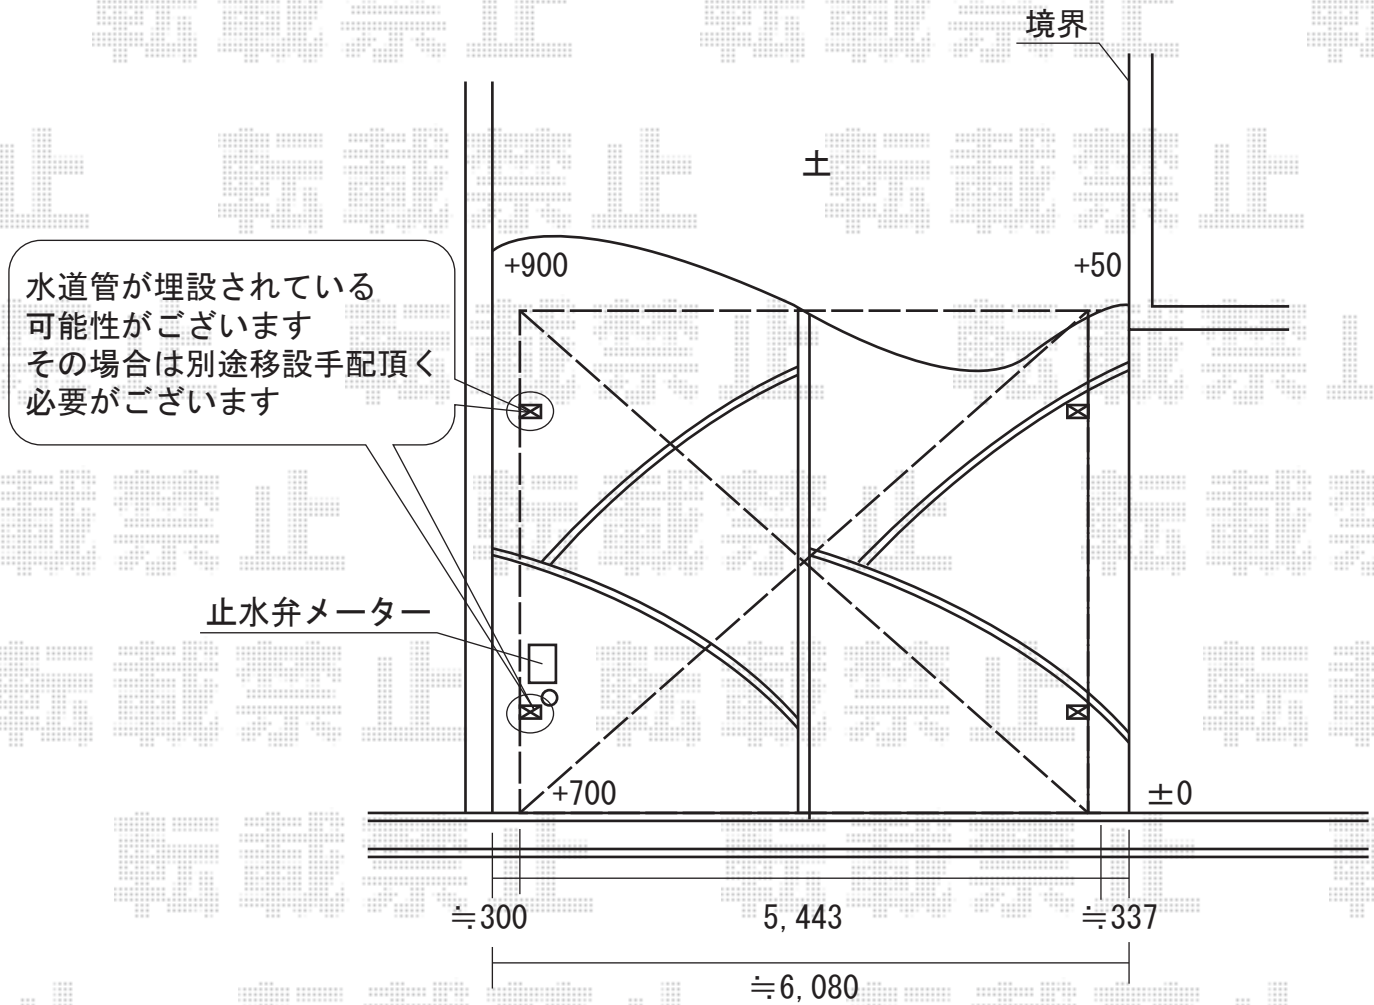 境界
土
+900
+50
水道管が埋設されている
可能性がございます
その場合は別途移設手配頂く
必要がございます
止水弁メーター
+700
±0
≒300
5,443
≒337
≒6,080
転載禁止